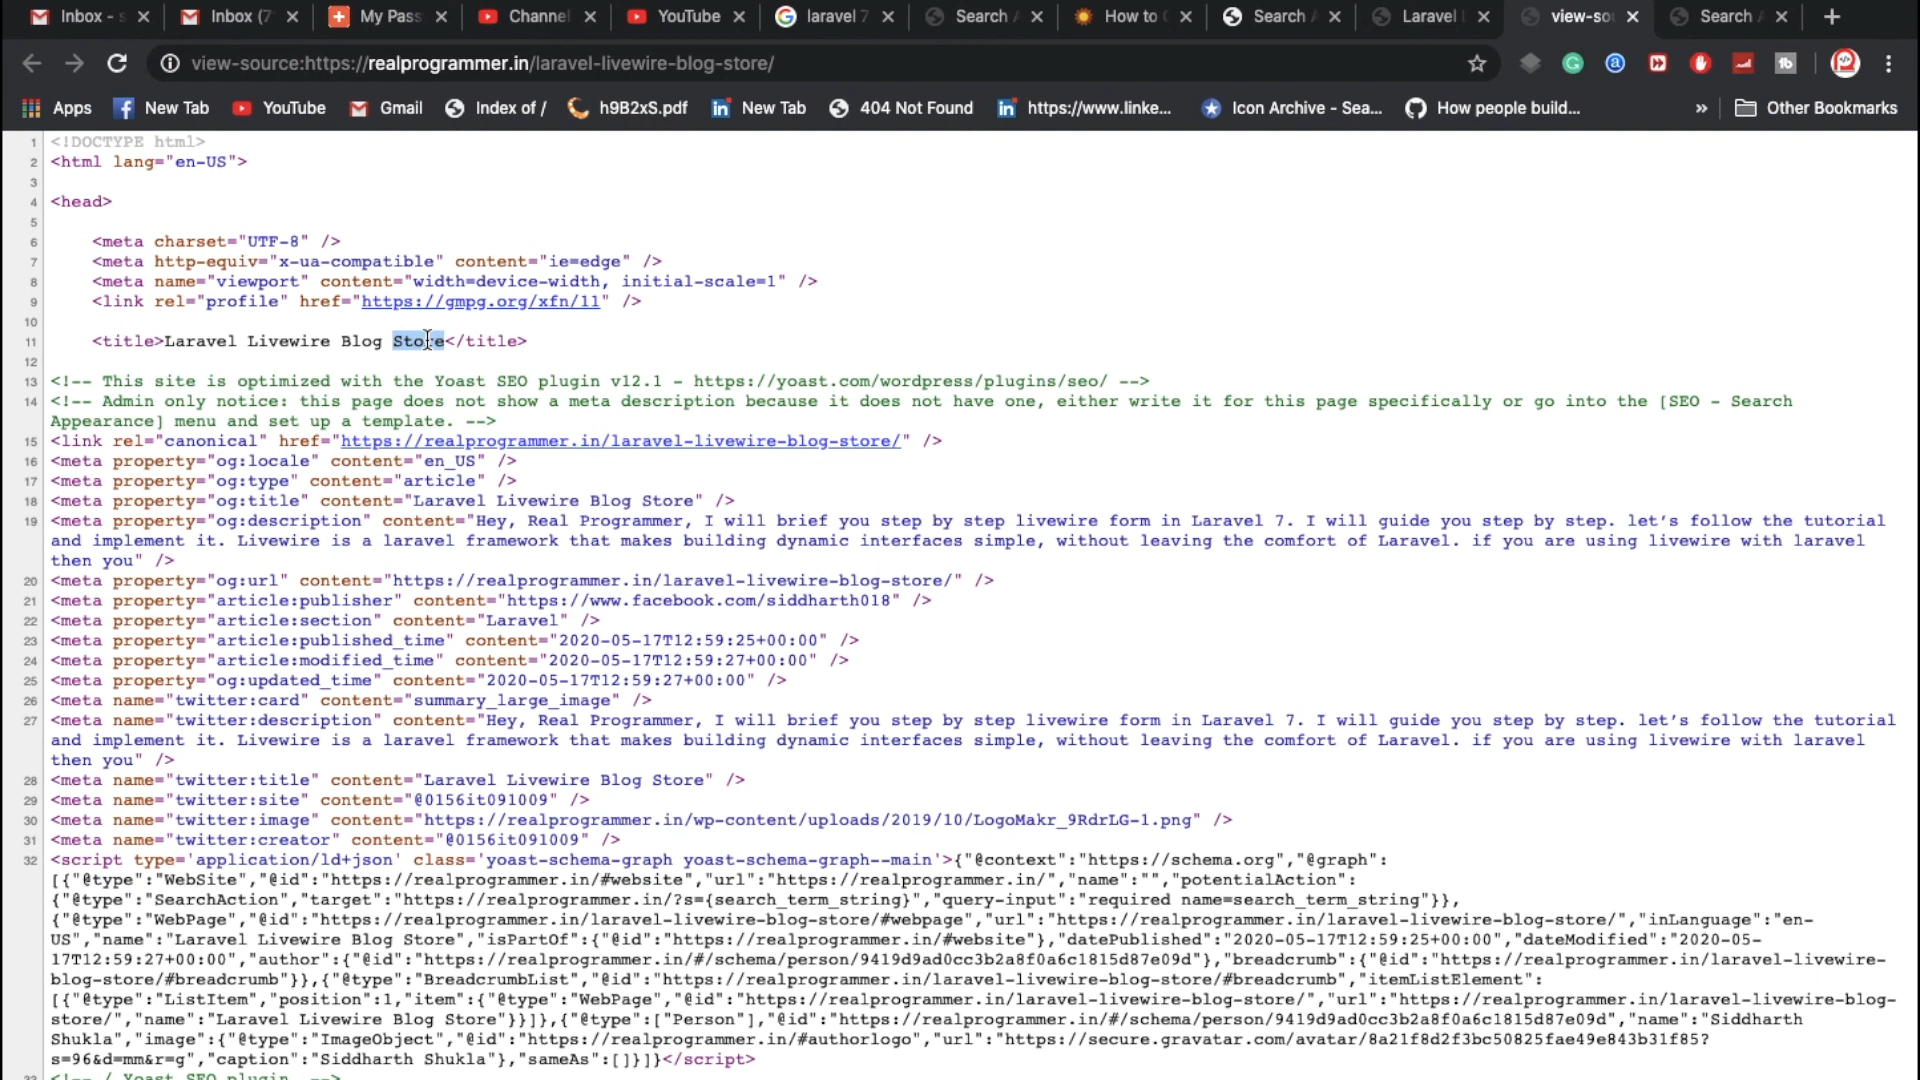 Inbox - s
Inbox (7
My Pass
Channel
YouTube
laravel 7
Search A
How to C
Search A
Laravel L
view-sou
Search A
view-source:https://realprogrammer.in/laravel-livewire-blog-store/
Apps
New Tab
YouTube
Gmail
Index of /
h9B2xS.pdf
New Tab
404 Not Found
https://www.linke...
Icon Archive - Sea...
How people build...
»
Other Bookmarks
1 <!DOCTYPE html>
2 <html lang="en-US">
3
4 <head>
5
6 <meta charset="UTF-8" />
7 <meta http-equiv="x-ua-compatible" content="ie=edge" />
8 <meta name="viewport" content="width=device-width, initial-scale=1" />
9 <link rel="profile" href="https://gmpg.org/xfn/11" />
10
11 <title>Laravel Livewire Blog Store</title>
12
13 <!-- This site is optimized with the Yoast SEO plugin v12.1 - https://yoast.com/wordpress/plugins/seo/ -->
14 <!-- Admin only notice: this page does not show a meta description because it does not have one, either write it for this page specifically or go into the [SEO - Search
Appearance] menu and set up a template. -->
15 <link rel="canonical" href="https://realprogrammer.in/laravel-livewire-blog-store/" />
16 <meta property="og:locale" content="en_US" />
17 <meta property="og:type" content="article" />
18 <meta property="og:title" content="Laravel Livewire Blog Store" />
19 <meta property="og:description" content="Hey, Real Programmer, I will brief you step by step livewire form in Laravel 7. I will guide you step by step. let's follow the tutorial
and implement it. Livewire is a laravel framework that makes building dynamic interfaces simple, without leaving the comfort of Laravel. if you are using livewire with laravel
then you" />
20 <meta property="og:url" content="https://realprogrammer.in/laravel-livewire-blog-store/" />
21 <meta property="article:publisher" content="https://www.facebook.com/siddharth018" />
22 <meta property="article:section" content="Laravel" />
23 <meta property="article:published_time" content="2020-05-17T12:59:25+00:00" />
24 <meta property="article:modified_time" content="2020-05-17T12:59:27+00:00" />
25 <meta property="og:updated_time" content="2020-05-17T12:59:27+00:00" />
26 <meta name="twitter:card" content="summary_large_image" />
27 <meta name="twitter:description" content="Hey, Real Programmer, I will brief you step by step livewire form in Laravel 7. I will guide you step by step. let's follow the tutorial
and implement it. Livewire is a laravel framework that makes building dynamic interfaces simple, without leaving the comfort of Laravel. if you are using livewire with laravel
then you" />
28 <meta name="twitter:title" content="Laravel Livewire Blog Store" />
29 <meta name="twitter:site" content="@0156it091009" />
30 <meta name="twitter:image" content="https://realprogrammer.in/wp-content/uploads/2019/10/LogoMakr_9RdrLG-1.png" />
31 <meta name="twitter:creator" content="@0156it091009" />
32 <script type='application/ld+json' class='yoast-schema-graph yoast-schema-graph--main'>{"@context":"https://schema.org","@graph":
[{"@type":"WebSite","@id":"https://realprogrammer.in/#website","url":"https://realprogrammer.in/","name":"","potentialAction":
{"@type":"SearchAction","target":"https://realprogrammer.in/?s={search_term_string}","query-input":"required name=search_term_string"}},
{"@type":"WebPage","@id":"https://realprogrammer.in/laravel-livewire-blog-store/#webpage","url":"https://realprogrammer.in/laravel-livewire-blog-store/","inLanguage":"en-
US","name":"Laravel Livewire Blog Store","isPartOf":{"@id":"https://realprogrammer.in/#website"},"datePublished":"2020-05-17T12:59:25+00:00","dateModified":"2020-05-
17T12:59:27+00:00","author":{"@id":"https://realprogrammer.in/#/schema/person/9419d9ad0cc3b2a8f0a6c1815d87e09d"},"breadcrumb":{"@id":"https://realprogrammer.in/laravel-livewire-
blog-store/#breadcrumb"}},{"@type":"BreadcrumbList","@id":"https://realprogrammer.in/laravel-livewire-blog-store/#breadcrumb","itemListElement":
[{"@type":"ListItem","position":1,"item":{"@type":"WebPage","@id":"https://realprogrammer.in/laravel-livewire-blog-store/","url":"https://realprogrammer.in/laravel-livewire-blog-
store/","name":"Laravel Livewire Blog Store"}}]},{"@type":["Person"],"@id":"https://realprogrammer.in/#/schema/person/9419d9ad0cc3b2a8f0a6c1815d87e09d","name":"Siddharth
Shukla","image":{"@type":"ImageObject","@id":"https://realprogrammer.in/#authorlogo","url":"https://secure.gravatar.com/avatar/8a21f8d2f3bc50825fae49e843b31f85?
s=96&d=mm&r=g","caption":"Siddharth Shukla"},"sameAs":[]}]}</script>
<!-- / Yoast SEO plugin. -->